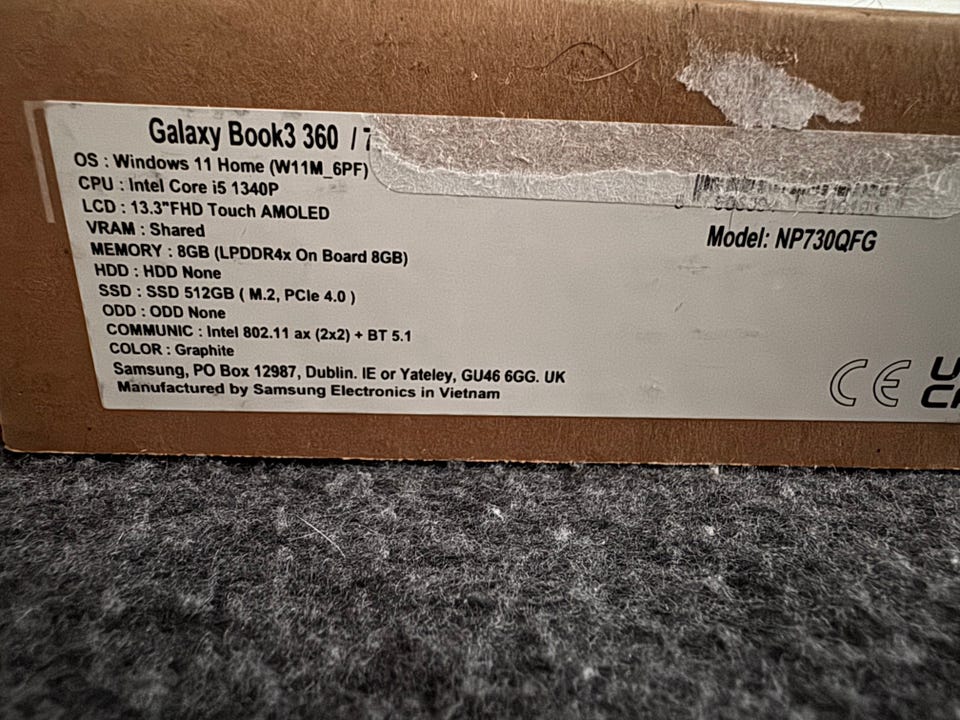 Galaxy Book3 360 / 7
OS : Windows 11 Home (W11M_6PF)
CPU : Intel Core i5 1340P
LCD : 13.3"FHD Touch AMOLED
VRAM : Shared
MEMORY : 8GB (LPDDR4x On Board 8GB)
HDD : HDD None
SSD : SSD 512GB ( M.2, PCIe 4.0 )
ODD : ODD None
COMMUNIC : Intel 802.11 ax (2x2) + BT 5.1
COLOR : Graphite
Samsung, PO Box 12987, Dublin. IE or Yateley, GU46 6GG. UK
Manufactured by Samsung Electronics in Vietnam
Model: NP730QFG
CE